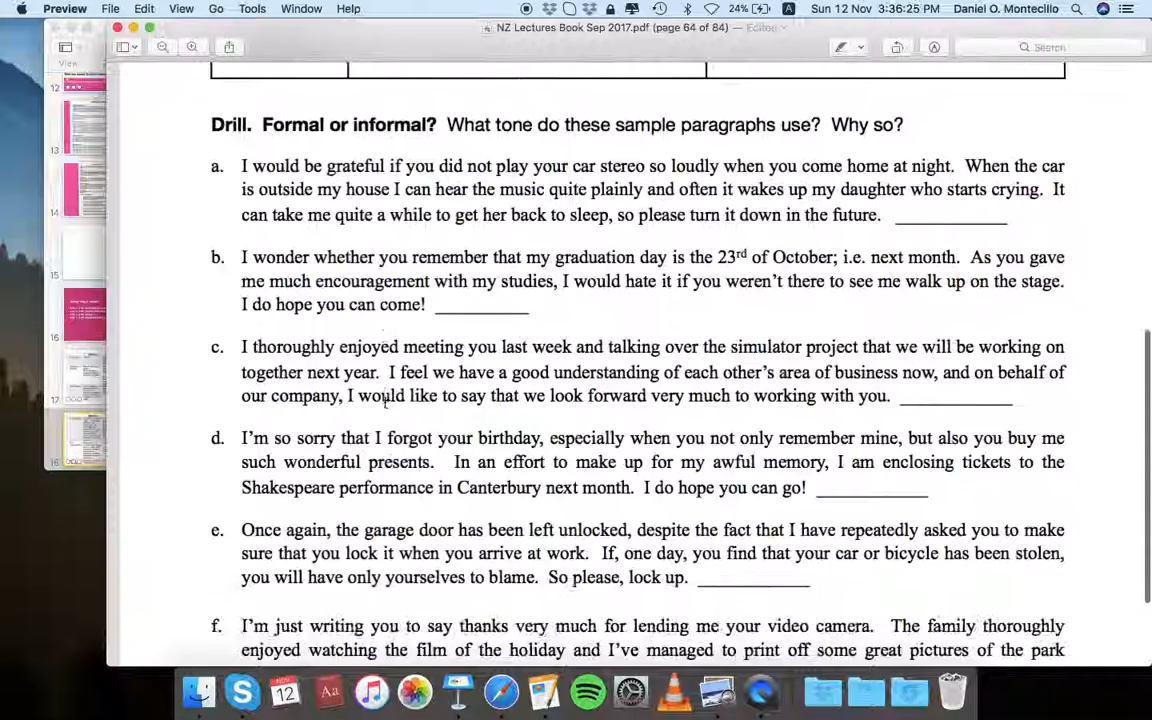 Preview File Edit View Go Tools Window Help 24% Sun 12 Nov 3:36:25 PM Daniel O. Montecillo
NZ Lectures Book Sep 2017.pdf (page 64 of 84) — Edited
View
Search
12
13
14
15
16
17
18
Drill. Formal or informal? What tone do these sample paragraphs use? Why so?
a. I would be grateful if you did not play your car stereo so loudly when you come home at night. When the car
is outside my house I can hear the music quite plainly and often it wakes up my daughter who starts crying. It
can take me quite a while to get her back to sleep, so please turn it down in the future. ____________
b. I wonder whether you remember that my graduation day is the 23rd of October; i.e. next month. As you gave
me much encouragement with my studies, I would hate it if you weren't there to see me walk up on the stage.
I do hope you can come! __________
c. I thoroughly enjoyed meeting you last week and talking over the simulator project that we will be working on
together next year. I feel we have a good understanding of each other's area of business now, and on behalf of
our company, I would like to say that we look forward very much to working with you. ____________
d. I'm so sorry that I forgot your birthday, especially when you not only remember mine, but also you buy me
such wonderful presents. In an effort to make up for my awful memory, I am enclosing tickets to the
Shakespeare performance in Canterbury next month. I do hope you can go! ____________
e. Once again, the garage door has been left unlocked, despite the fact that I have repeatedly asked you to make
sure that you lock it when you arrive at work. If, one day, you find that your car or bicycle has been stolen,
you will have only yourselves to blame. So please, lock up. ____________
f. I'm just writing you to say thanks very much for lending me your video camera. The family thoroughly
enjoyed watching the film of the holiday and I've managed to print off some great pictures of the park
NOV
12
Aa